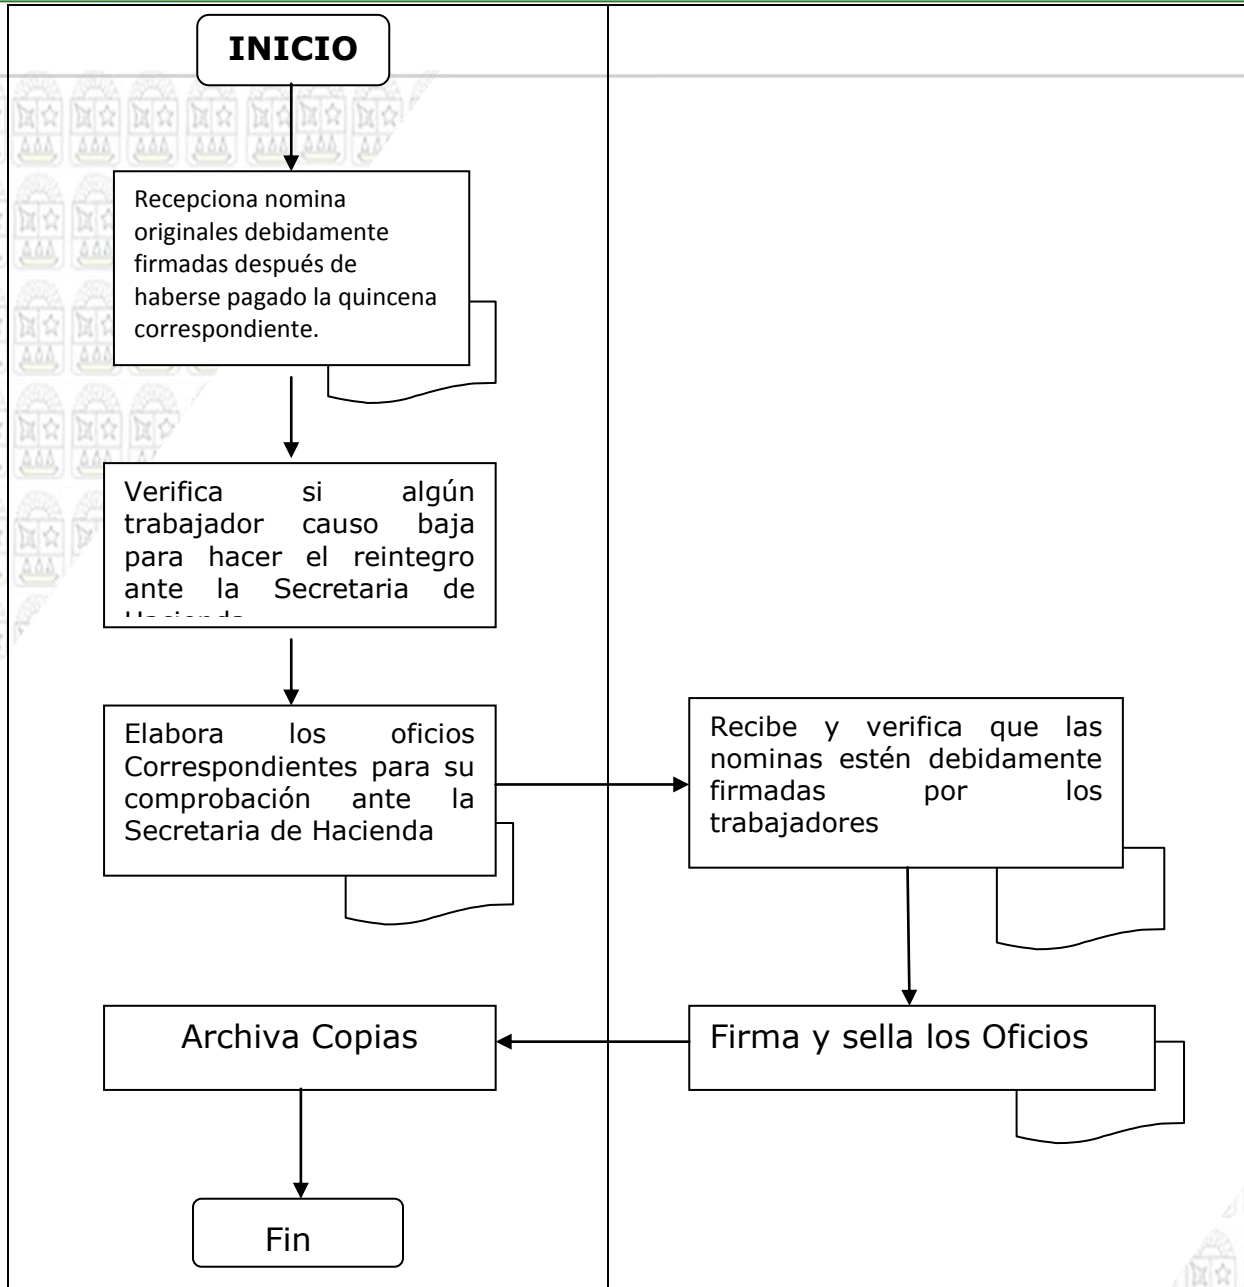 INICIO
Recepciona nomina
originales debidamente
firmadas después de
haberse pagado la quincena
correspondiente.
Verifica si algún
trabajador causo baja
para hacer el reintegro
ante la Secretaria de
Elabora los oficios
Correspondientes para su
comprobación ante la
Secretaria de Hacienda
Recibe y verifica que las
nominas estén debidamente
firmadas por los
trabajadores
Archiva Copias
Firma y sella los Oficios
Fin